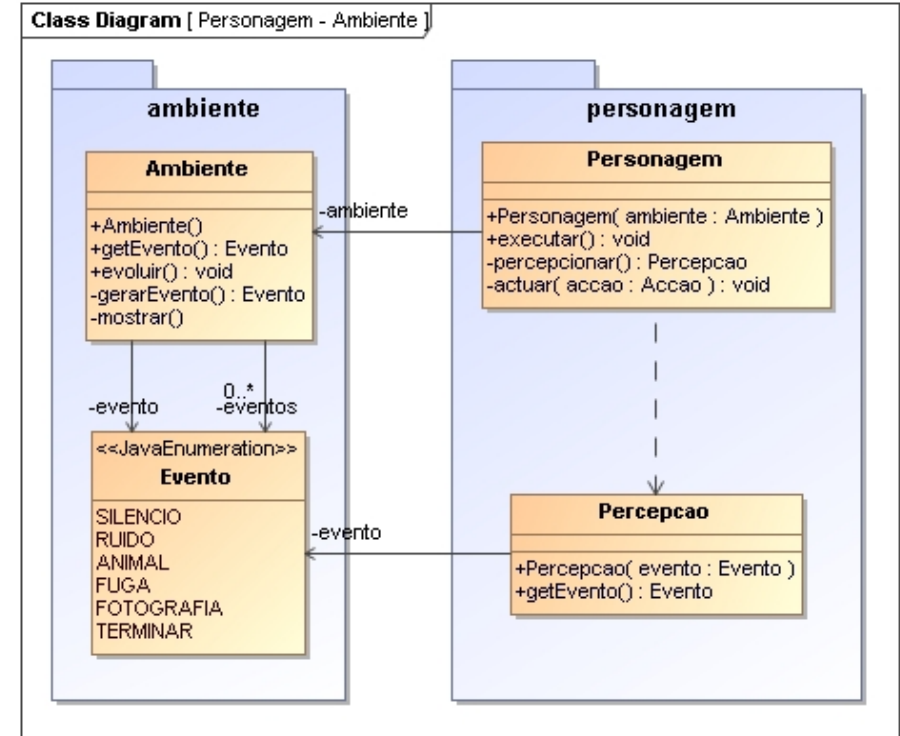 Class Diagram [ Personagem - Ambiente ]
ambiente
Ambiente
+Ambiente()
+getEvento() : Evento
+evoluir() : void
-gerarEvento() : Evento
-mostrar()
-ambiente
-evento
0..*
-eventos
<<JavaEnumeration>>
Evento
SILENCIO
RUIDO
ANIMAL
FUGA
FOTOGRAFIA
TERMINAR
personagem
Personagem
+Personagem( ambiente : Ambiente )
+executar() : void
-percepcionar() : Percepcao
-actuar( accao : Accao ) : void
-evento
Percepcao
+Percepcao( evento : Evento )
+getEvento() : Evento